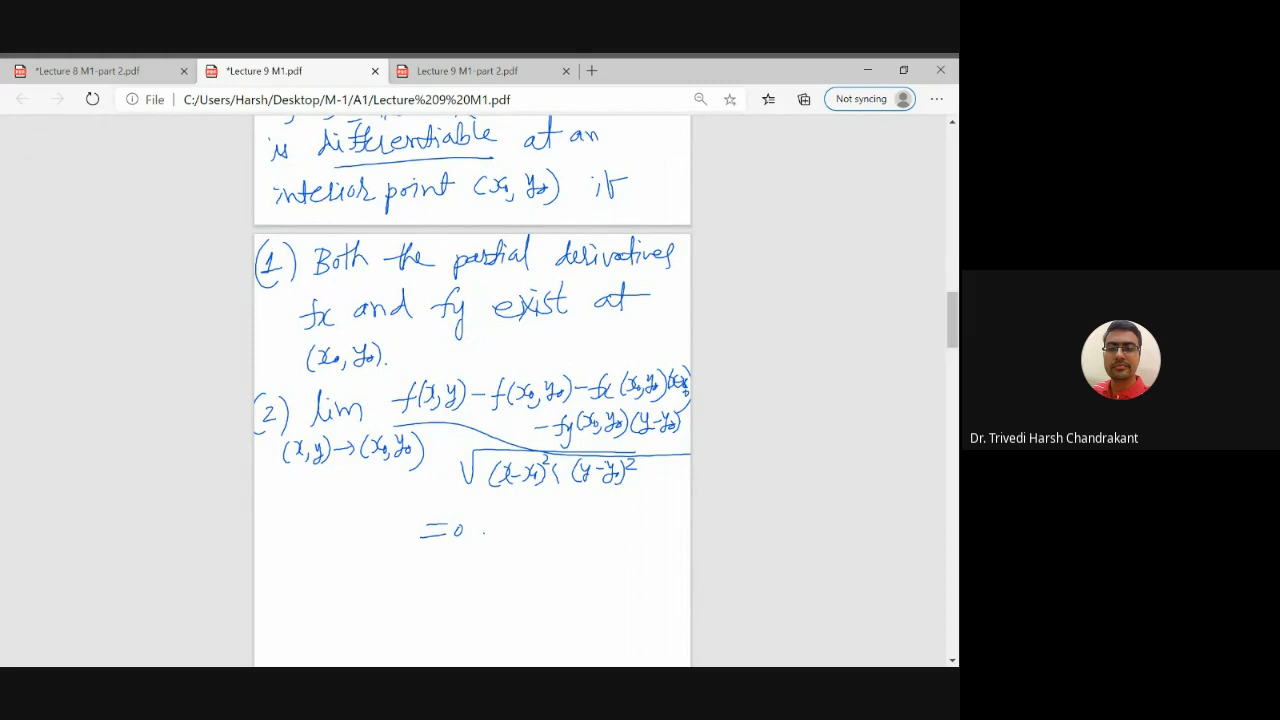 *Lecture 8 M1-part 2.pdf
*Lecture 9 M1.pdf
Lecture 9 M1-part 2.pdf
File | C:/Users/Harsh/Desktop/M-1/A1/Lecture%209%20M1.pdf
Not syncing
is differentiable at an
interior point (x₀, y₀) if
(1) Both the partial derivatives
fx and fy exist at
(x₀, y₀).
(2) lim f(x,y) - f(x₀,y₀) - fx(x₀,y₀)(x-x₀)
- fy(x₀,y₀)(y-y₀)
(x,y)→(x₀,y₀)
√(x-x₀)² (y-y₀)²
=0.
Dr. Trivedi Harsh Chandrakant